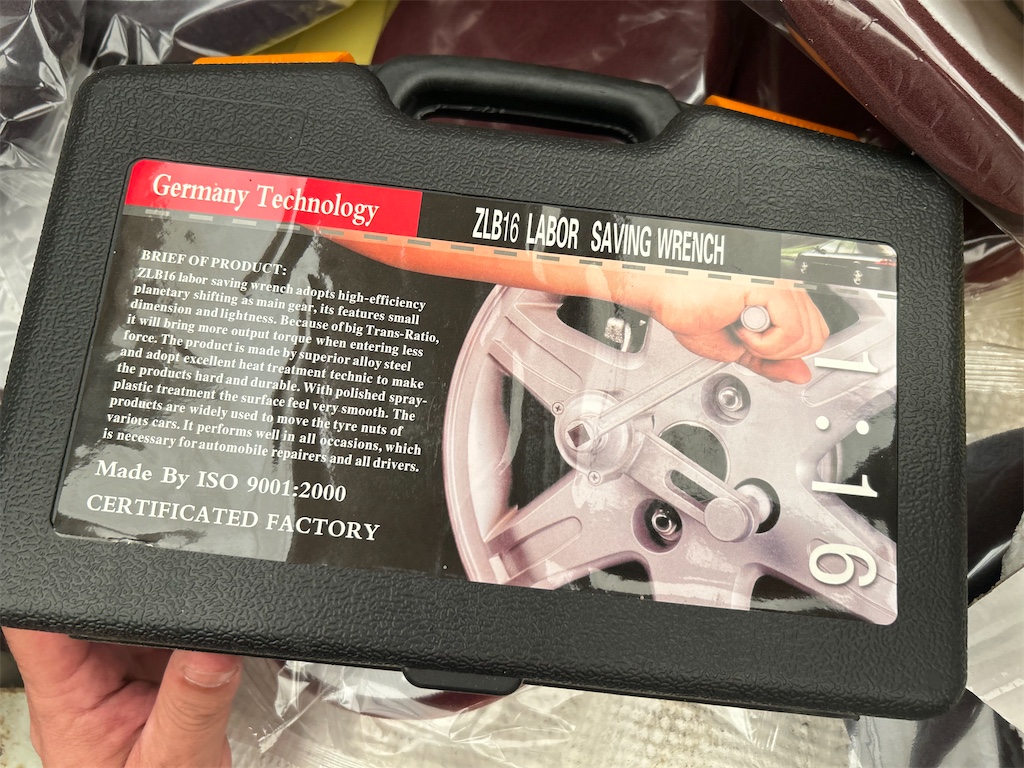 Germany Technology
ZLB16 LABOR SAVING WRENCH
BRIEF OF PRODUCT:
ZLB16 labor saving wrench adopts high-efficiency
planetary shifting as main gear, its features small
dimension and lightness. Because of big Trans-Ratio,
it will bring more output torque when entering less
force. The product is made by superior alloy steel
and adopt excellent heat treatment technic to make
the products hard and durable. With polished spray-
plastic treatment the surface feel very smooth. The
products are widely used to move the tyre nuts of
variots cars. It performs well in all occasions, which
is necessary for automobile repairers and all drivers.
Made By ISO 9001:2000
CERTIFICATED FACTORY
1:16